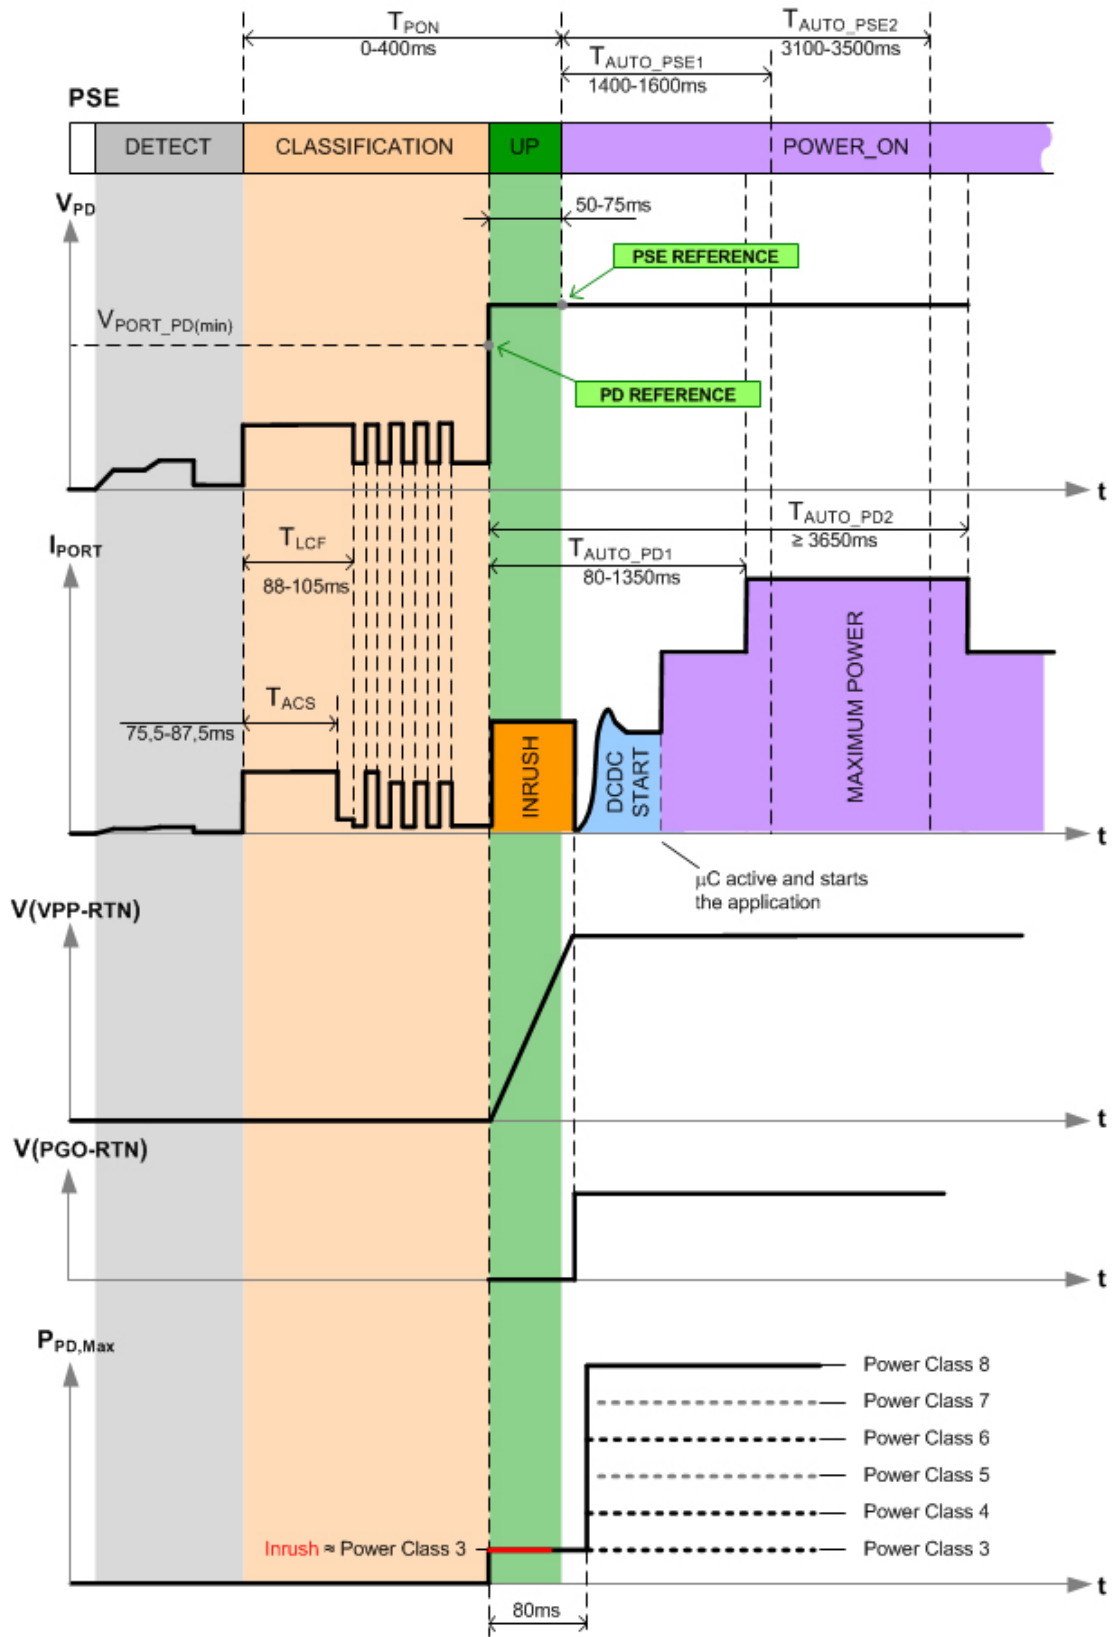 T_PON
0-400ms
T_AUTO_PSE2
3100-3500ms
T_AUTO_PSE1
1400-1600ms
PSE
DETECT
CLASSIFICATION
UP
POWER_ON
V_PD
50-75ms
PSE REFERENCE
V_PORT_PD(min)
PD REFERENCE
t
I_PORT
T_AUTO_PD2
≥ 3650ms
T_LCF
88-105ms
T_AUTO_PD1
80-1350ms
T_ACS
75,5-87,5ms
INRUSH
DCDC
START
MAXIMUM POWER
t
µC active and starts
the application
V(VPP-RTN)
t
V(PGO-RTN)
t
P_PD,Max
Power Class 8
Power Class 7
Power Class 6
Power Class 5
Power Class 4
Inrush ≈ Power Class 3
Power Class 3
t
80ms